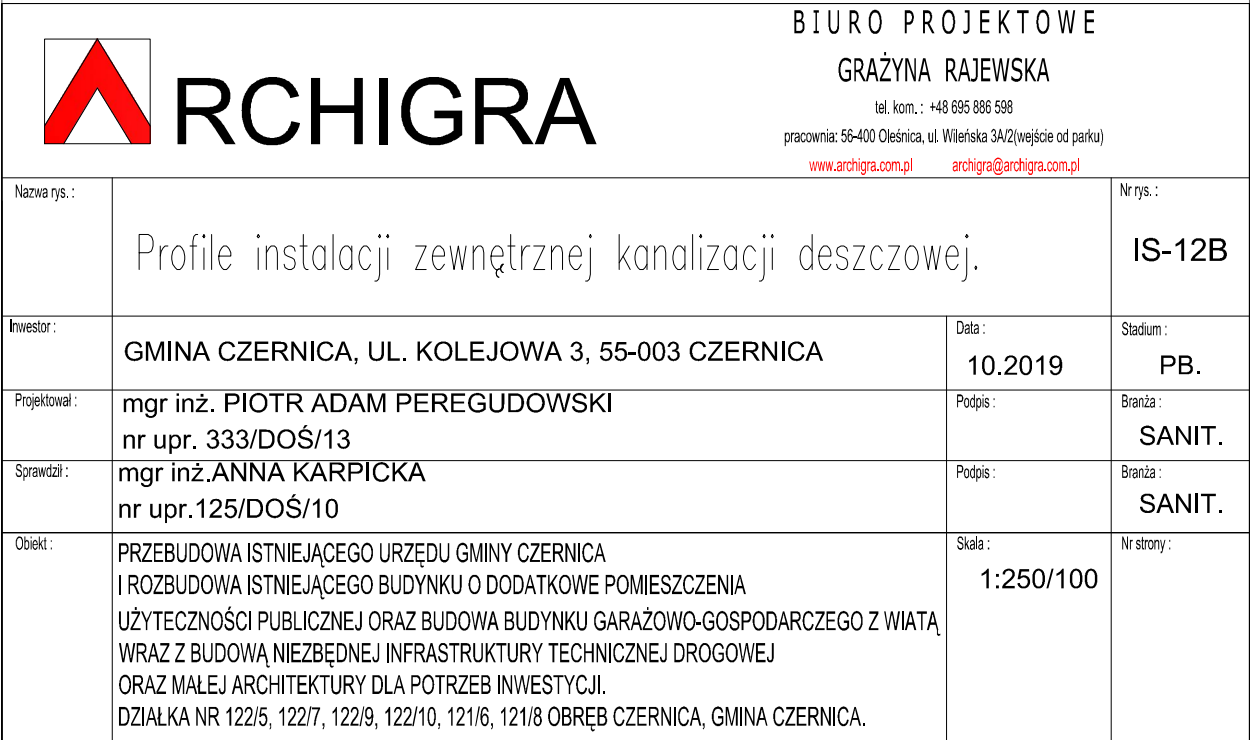 RCHIGRA
BIURO PROJEKTOWE
GRAŻYNA RAJEWSKA
tel. kom. : +48 695 886 598
pracownia: 56-400 Oleśnica, ul. Wileńska 3A/2(wejście od parku)
www.archigra.com.pl archigra@archigra.com.pl
Nazwa rys. :
Profile instalacji zewnętrznej kanalizacji deszczowej.
Nr rys. :
IS-12B
Inwestor :
GMINA CZERNICA, UL. KOLEJOWA 3, 55-003 CZERNICA
Data :
10.2019
Stadium :
PB.
Projektował :
mgr inż. PIOTR ADAM PEREGUDOWSKI
nr upr. 333/DOŚ/13
Podpis :
Branża :
SANIT.
Sprawdził :
mgr inż.ANNA KARPICKA
nr upr.125/DOŚ/10
Podpis :
Branża :
SANIT.
Obiekt :
PRZEBUDOWA ISTNIEJĄCEGO URZĘDU GMINY CZERNICA
I ROZBUDOWA ISTNIEJĄCEGO BUDYNKU O DODATKOWE POMIESZCZENIA
UŻYTECZNOŚCI PUBLICZNEJ ORAZ BUDOWA BUDYNKU GARAŻOWO-GOSPODARCZEGO Z WIATĄ
WRAZ Z BUDOWĄ NIEZBĘDNEJ INFRASTRUKTURY TECHNICZNEJ DROGOWEJ
ORAZ MAŁEJ ARCHITEKTURY DLA POTRZEB INWESTYCJI.
DZIAŁKA NR 122/5, 122/7, 122/9, 122/10, 121/6, 121/8 OBRĘB CZERNICA, GMINA CZERNICA.
Skala :
1:250/100
Nr strony :